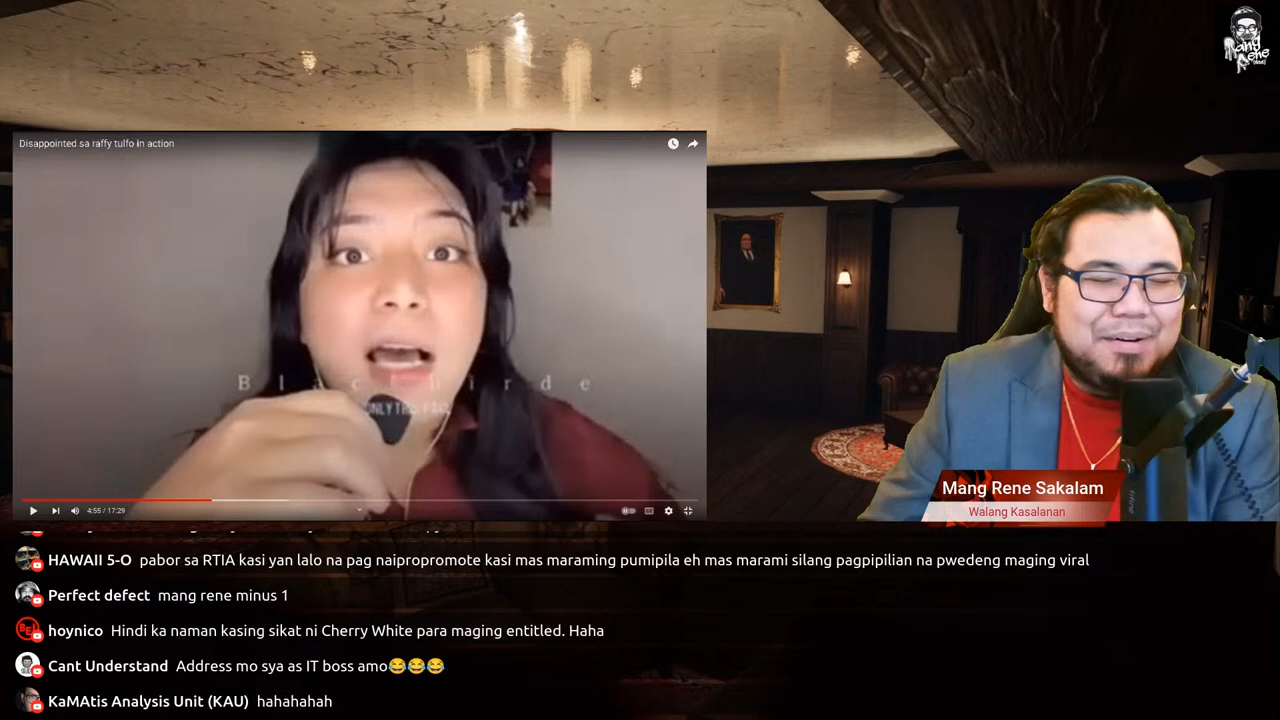 Mang
Rene
Disappointed sa raffy tulfo in action
B l a c k b i r d e
4:55 / 17:29
Mang Rene Sakalam
Walang Kasalanan
HAWAII 5-O pabor sa RTIA kasi yan lalo na pag naipropromote kasi mas maraming pumipila eh mas marami silang pagpipilian na pwedeng maging viral
Perfect defect mang rene minus 1
hoynico Hindi ka naman kasing sikat ni Cherry White para maging entitled. Haha
Cant Understand Address mo sya as IT boss amo😂😂😂
KaMAtis Analysis Unit (KAU) hahahahah